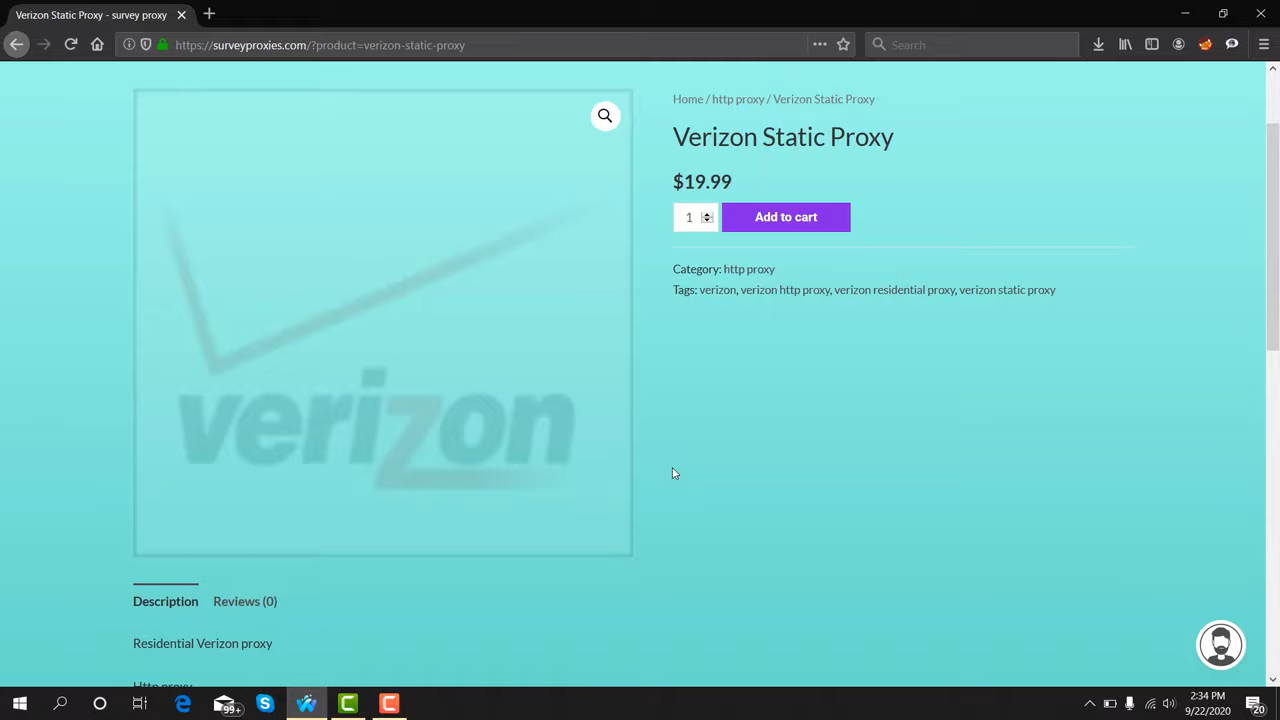 Verizon Static Proxy - survey pro
https://surveyproxies.com/?product=verizon-static-proxy
Search
Home / http proxy / Verizon Static Proxy
Verizon Static Proxy
$19.99
1
Add to cart
Category: http proxy
Tags: verizon, verizon http proxy, verizon residential proxy, verizon static proxy
verizon
Description
Reviews (0)
Residential Verizon proxy
Http proxy
99+
2:34 PM
9/22/2020
20